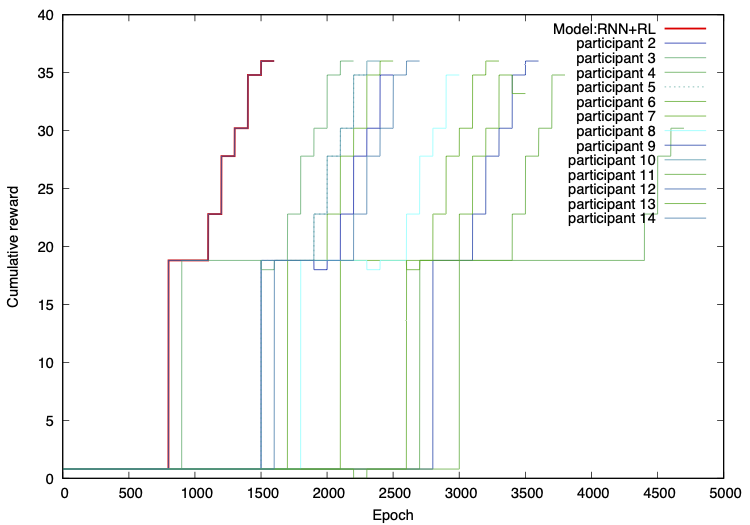 40
35
30
25
20
15
10
5
0
Cumulative reward
Model:RNN+RL
participant 2
participant 3
participant 4
participant 5
participant 6
participant 7
participant 8
participant 9
participant 10
participant 11
participant 12
participant 13
participant 14
0 500 1000 1500 2000 2500 3000 3500 4000 4500 5000
Epoch